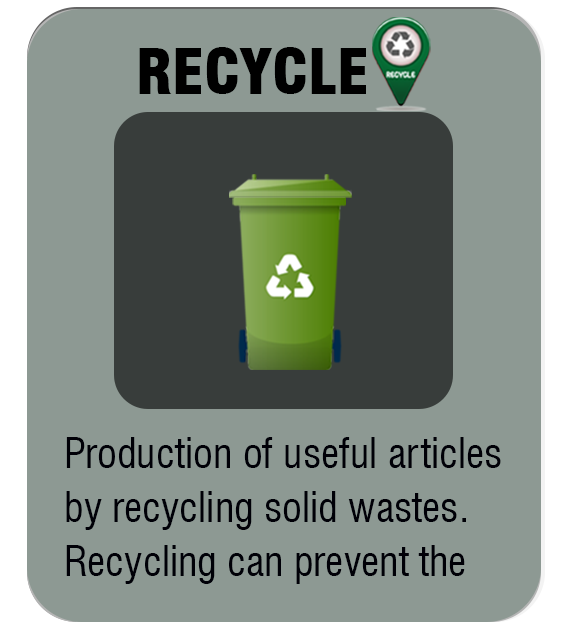 RECYCLE
RECYCLE
Production of useful articles
by recycling solid wastes.
Recycling can prevent the